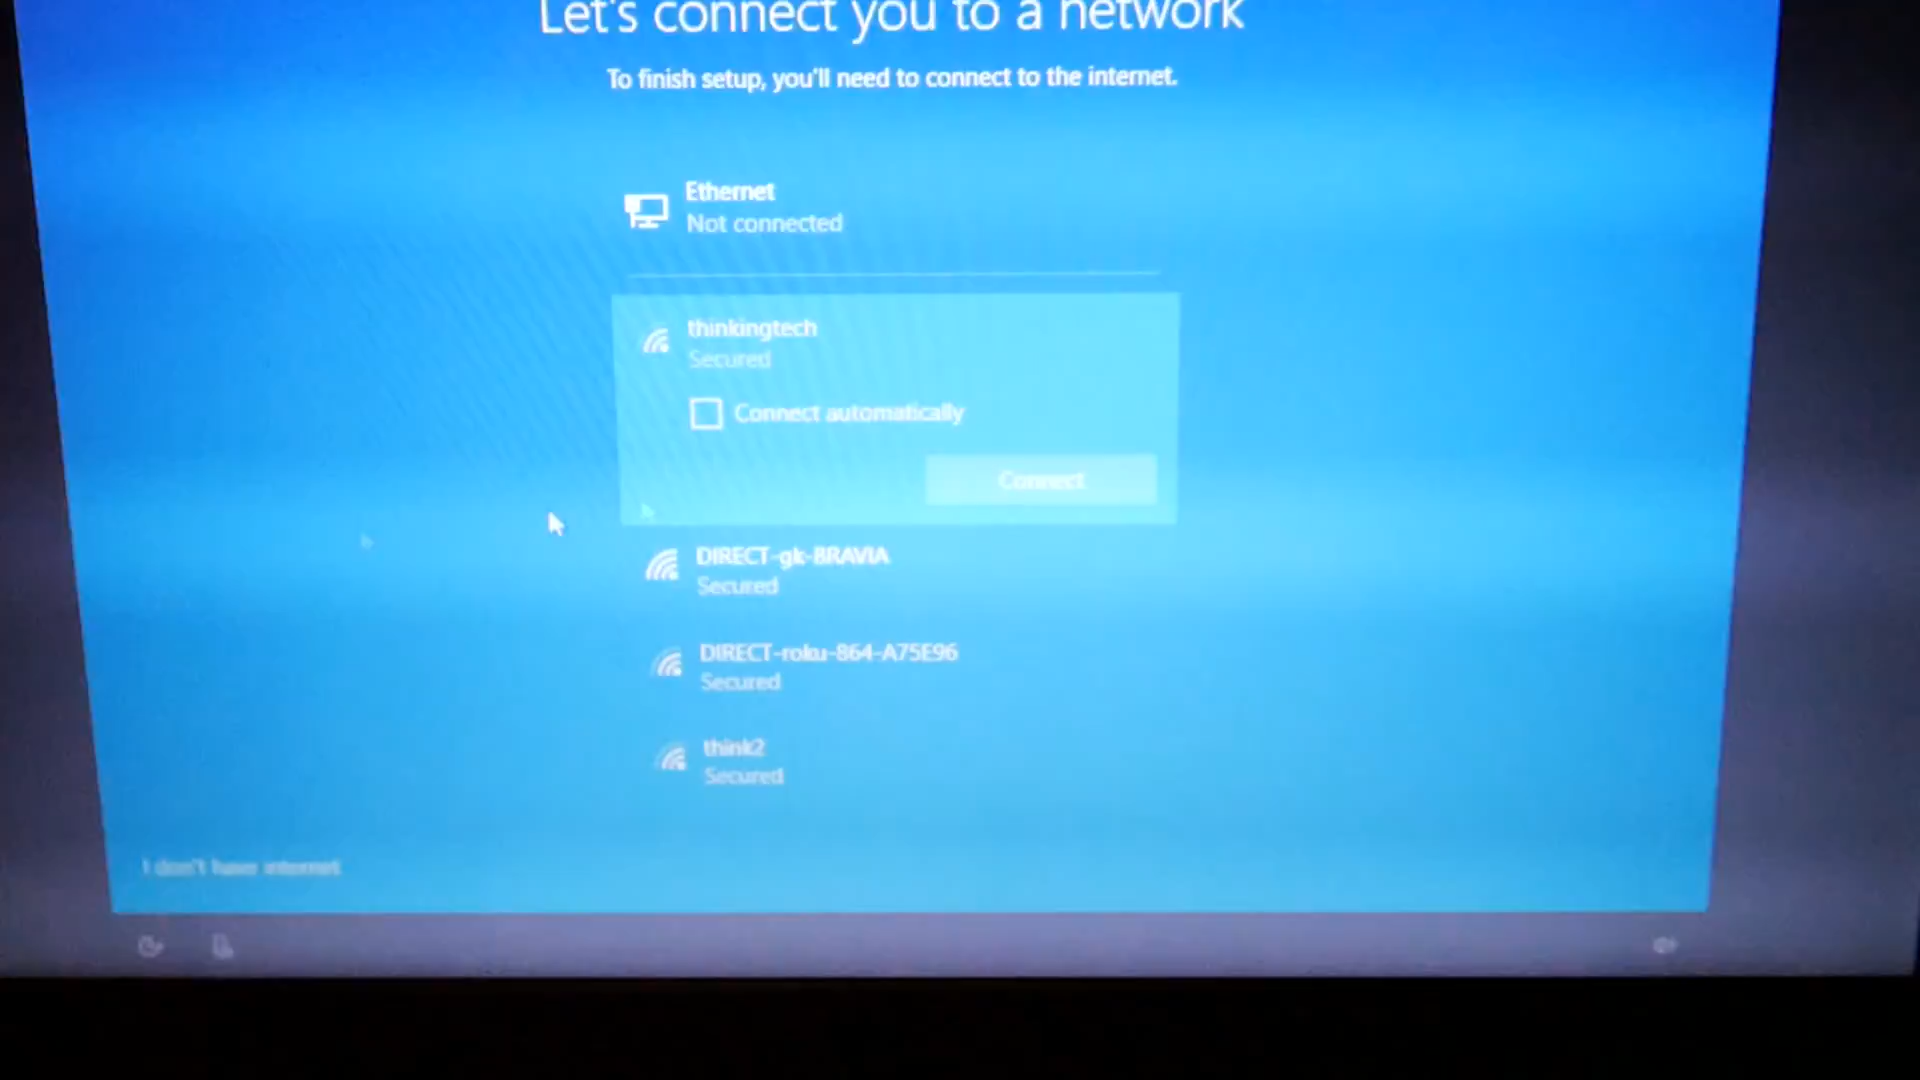 Let's connect you to a network
To finish setup, you'll need to connect to the internet.
Ethernet
Not connected
thinkingtech
Secured
Connect automatically
Connect
DIRECT-gk-BRAVIA
Secured
DIRECT-roku-864-A75E96
Secured
think2
Secured
I don't have internet